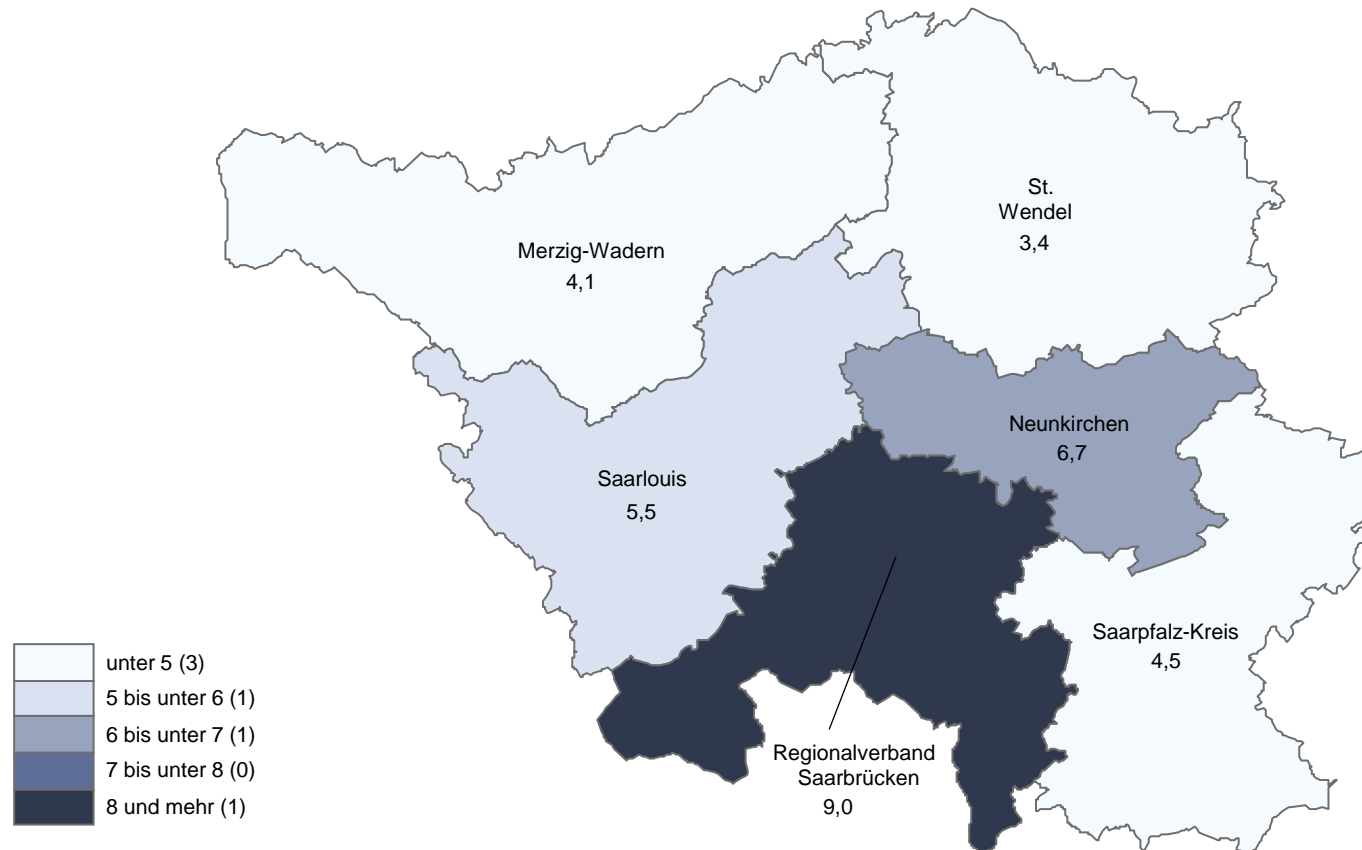 St.
Wendel
3,4
Merzig-Wadern
4,1
Neunkirchen
6,7
Saarlouis
5,5
Saarpfalz-Kreis
4,5
Regionalverband
Saarbrücken
9,0
unter 5 (3)
5 bis unter 6 (1)
6 bis unter 7 (1)
7 bis unter 8 (0)
8 und mehr (1)